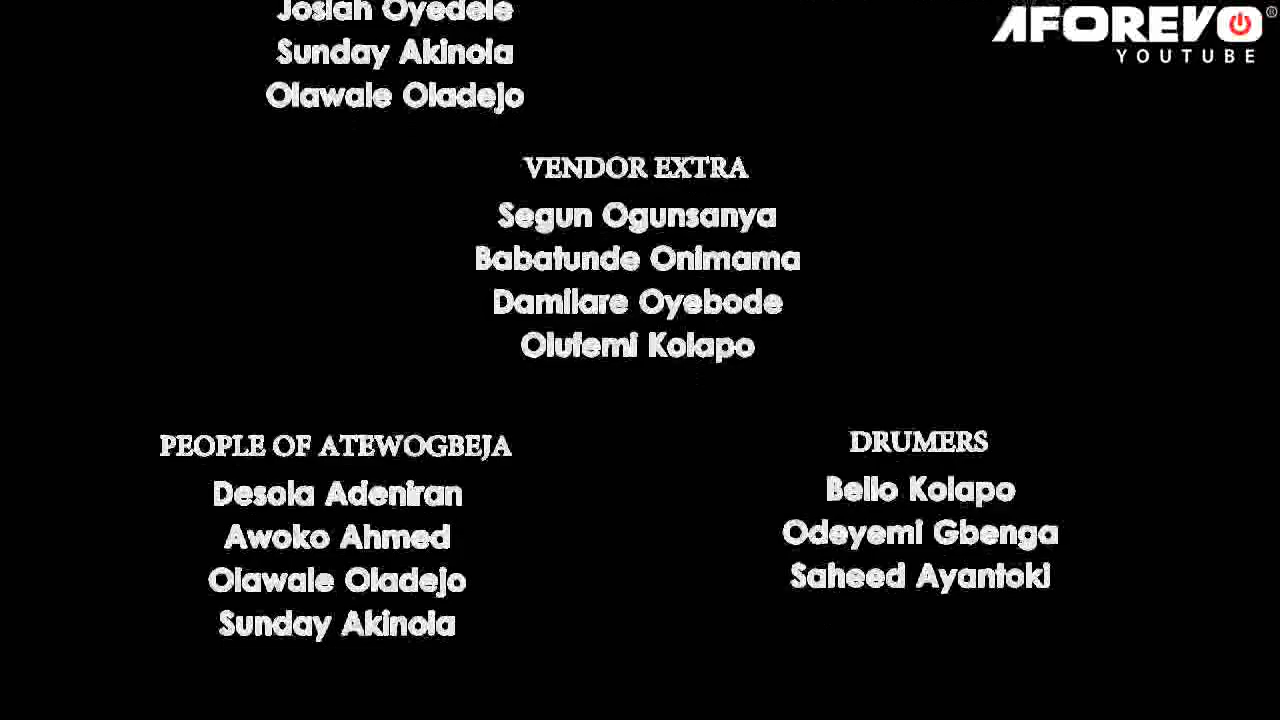 Josiah Oyedele
Sunday Akinola
Olawale Oladejo
AFOREVO®
YOUTUBE
VENDOR EXTRA
Segun Ogunsanya
Babatunde Onimama
Damilare Oyebode
Olufemi Kolapo
PEOPLE OF ATEWOGBEJA
Desola Adeniran
Awoko Ahmed
Olawale Oladejo
Sunday Akinola
DRUMERS
Bello Kolapo
Odeyemi Gbenga
Saheed Ayantoki